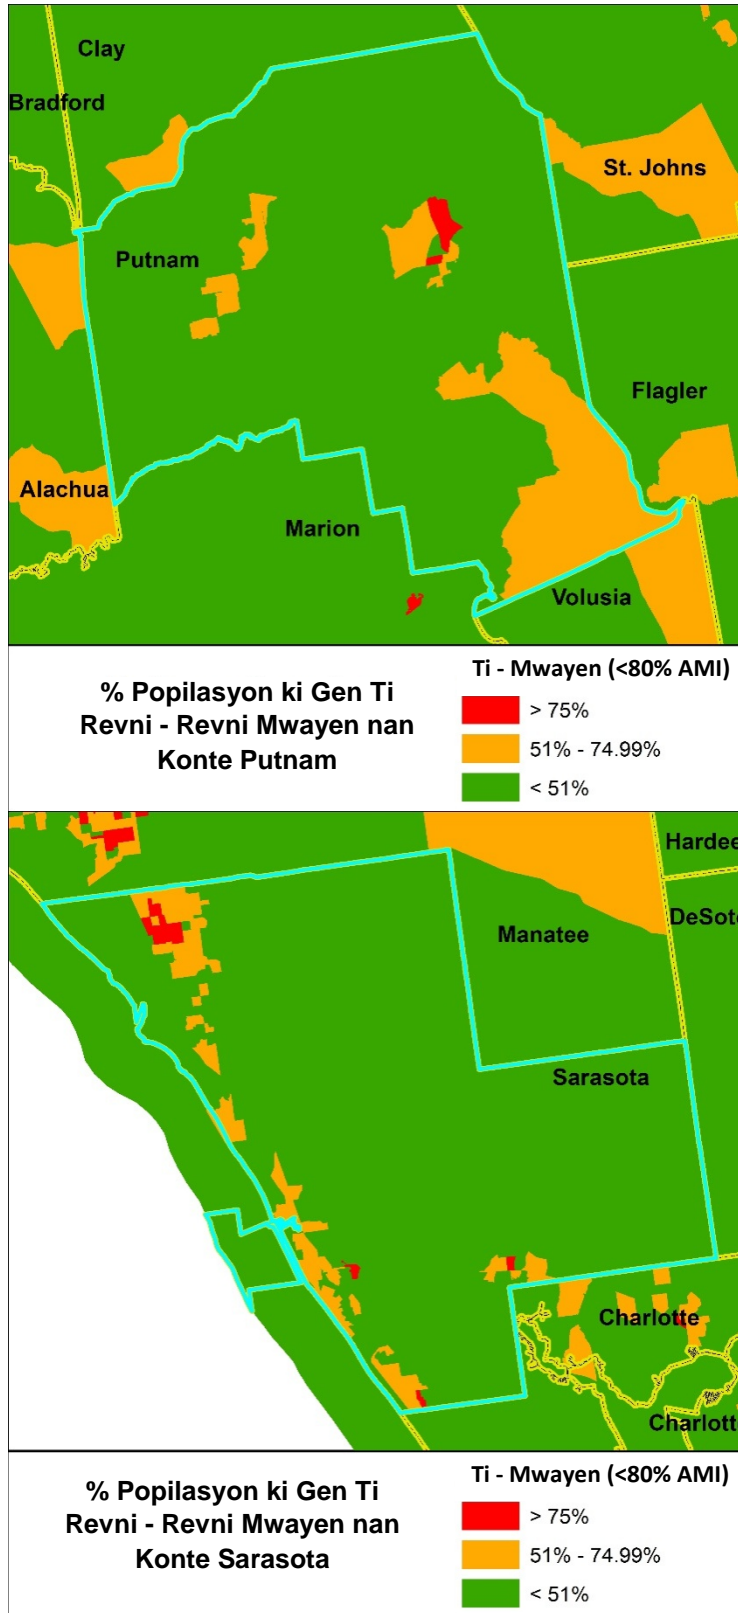 Clay
Bradford
St. Johns
Putnam
Flagler
Alachua
Marion
Volusia
% Popilasyon ki Gen Ti
Revni - Revni Mwayen nan
Konte Putnam
Ti - Mwayen (<80% AMI)
> 75%
51% - 74.99%
< 51%
Hardee
DeSoto
Manatee
Sarasota
Charlotte
Charlott
% Popilasyon ki Gen Ti
Revni - Revni Mwayen nan
Konte Sarasota
Ti - Mwayen (<80% AMI)
> 75%
51% - 74.99%
< 51%